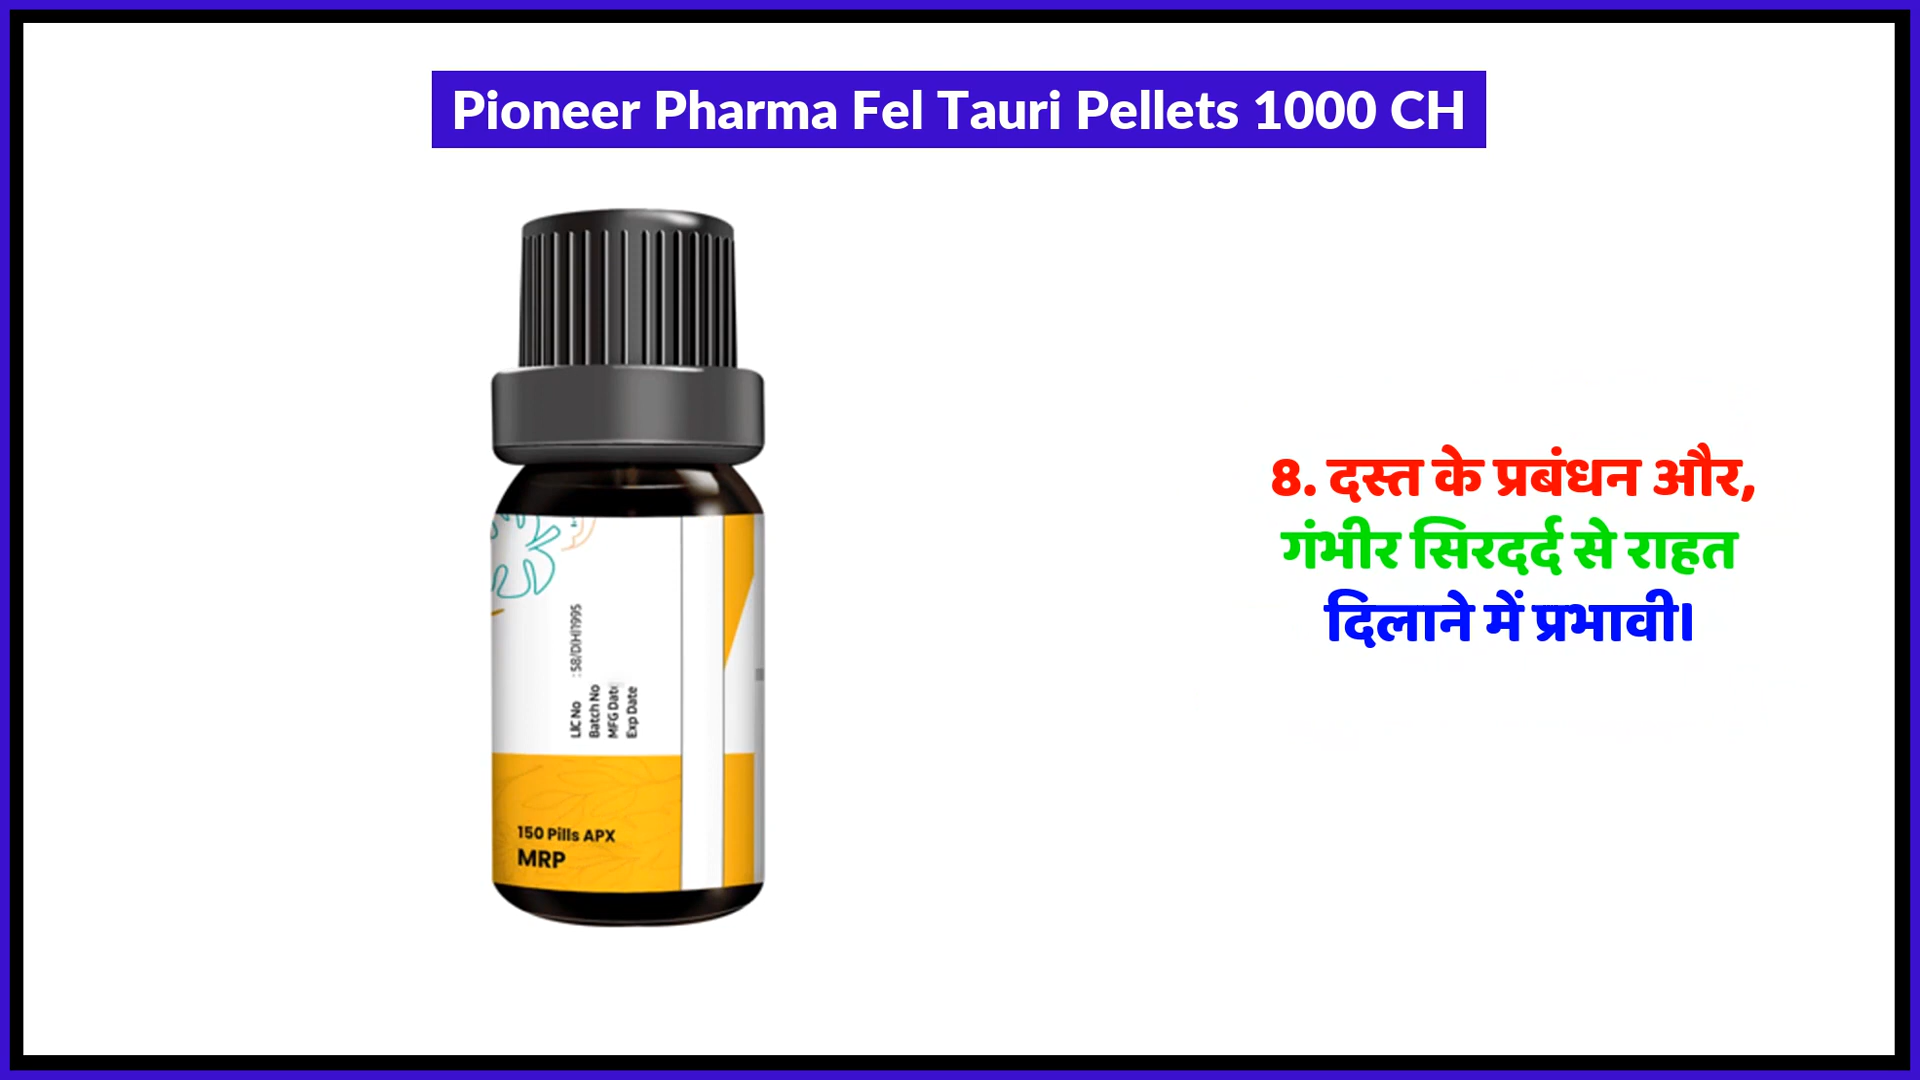 Pioneer Pharma Fel Tauri Pellets 1000 CH
8. दस्त के प्रबंधन और,
गंभीर सिरदर्द से राहत
दिलाने में प्रभावी।
LIC No : 58/D(H)1995
Batch No
MFG Date
Exp Date
150 Pills APX
MRP